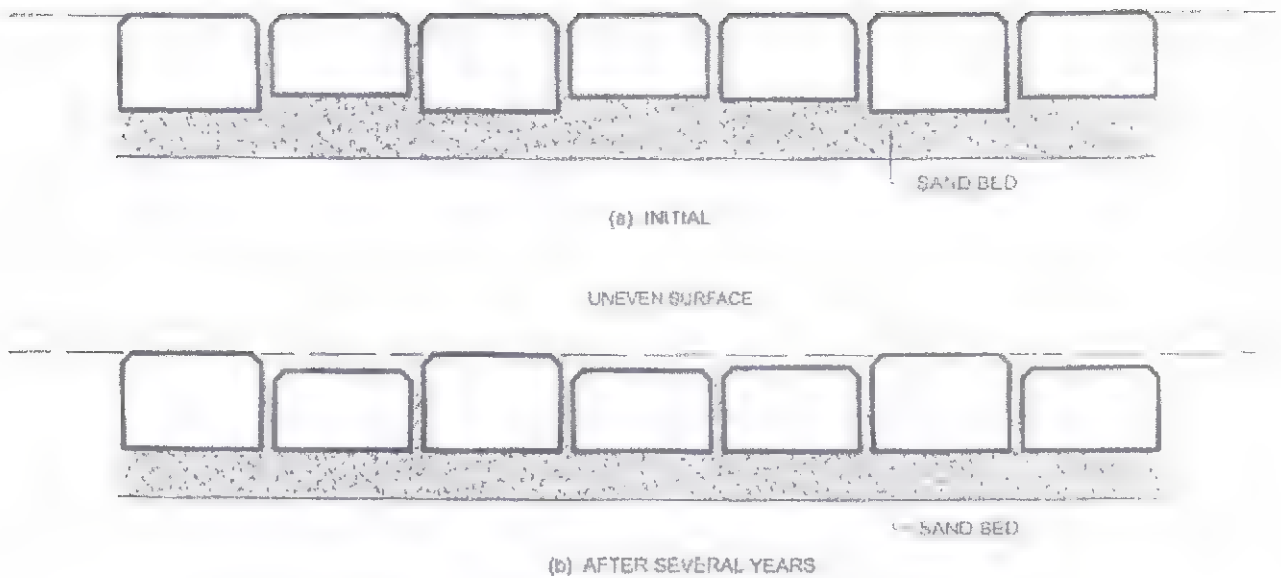 SAND BED
(a) INITIAL
UNEVEN SURFACE
SAND BED
(b) AFTER SEVERAL YEARS